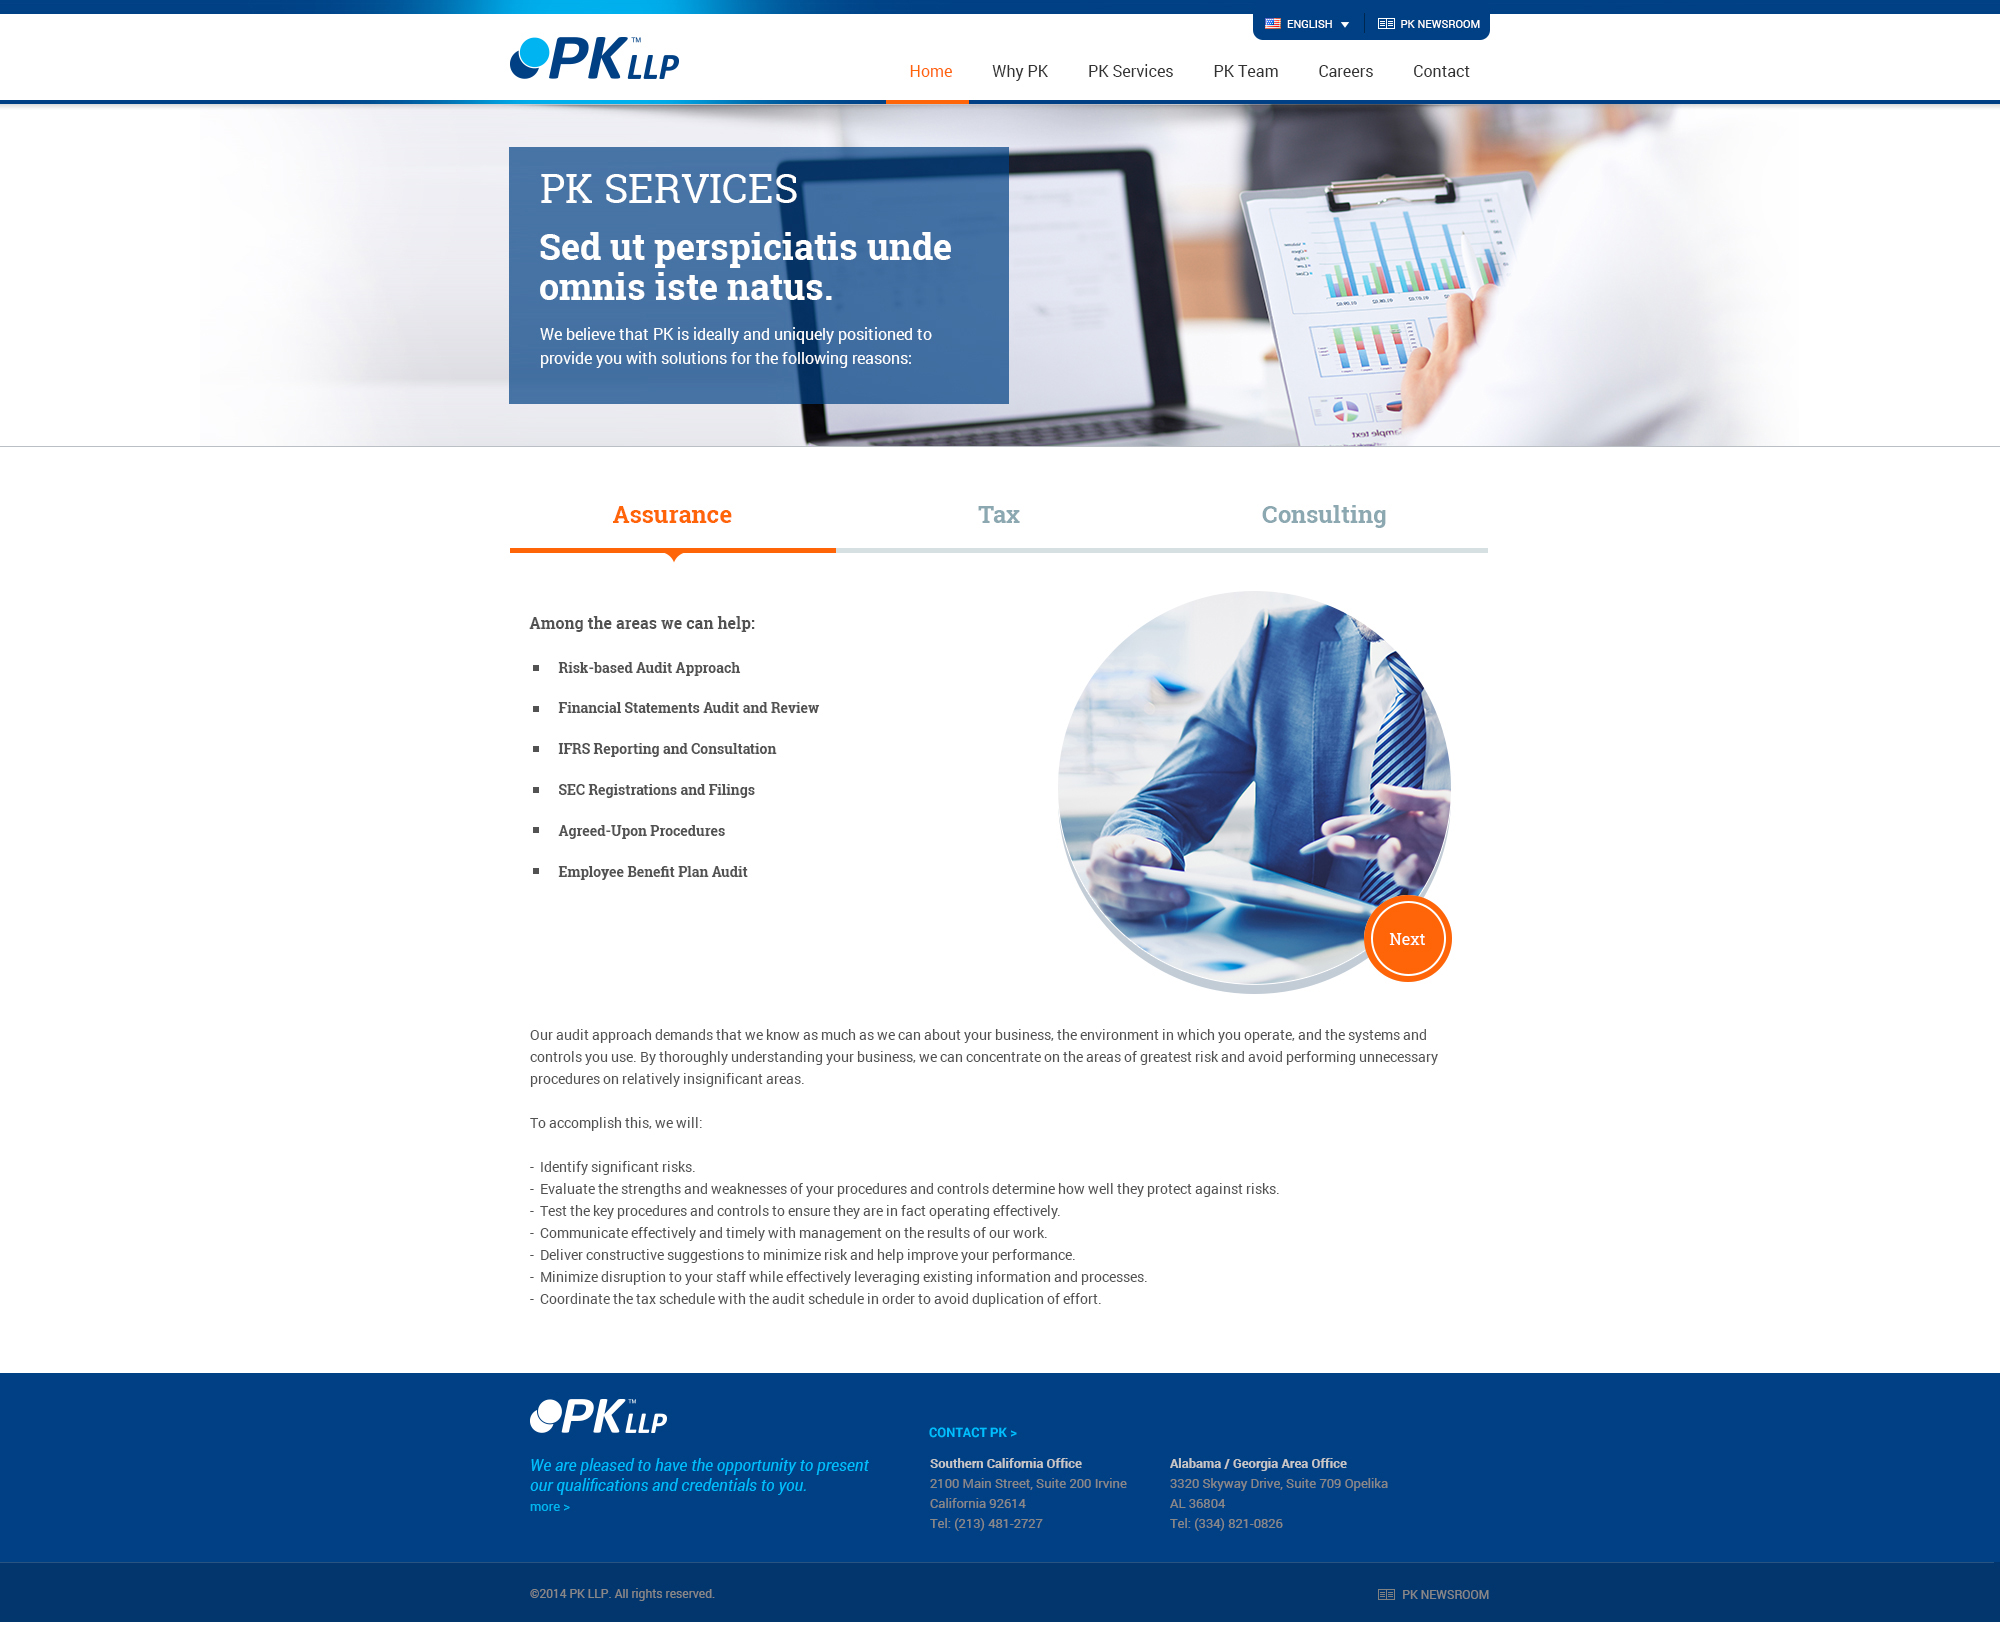 ENGLISH
PK NEWSROOM
PK LLP™
Home
Why PK
PK Services
PK Team
Careers
Contact
PK SERVICES
Sed ut perspiciatis unde
omnis iste natus.
We believe that PK is ideally and uniquely positioned to
provide you with solutions for the following reasons:
Assurance
Tax
Consulting
Among the areas we can help:
Risk-based Audit Approach
Financial Statements Audit and Review
IFRS Reporting and Consultation
SEC Registrations and Filings
Agreed-Upon Procedures
Employee Benefit Plan Audit
Next
Our audit approach demands that we know as much as we can about your business, the environment in which you operate, and the systems and
controls you use. By thoroughly understanding your business, we can concentrate on the areas of greatest risk and avoid performing unnecessary
procedures on relatively insignificant areas.
To accomplish this, we will:
- Identify significant risks.
- Evaluate the strengths and weaknesses of your procedures and controls determine how well they protect against risks.
- Test the key procedures and controls to ensure they are in fact operating effectively.
- Communicate effectively and timely with management on the results of our work.
- Deliver constructive suggestions to minimize risk and help improve your performance.
- Minimize disruption to your staff while effectively leveraging existing information and processes.
- Coordinate the tax schedule with the audit schedule in order to avoid duplication of effort.
PK LLP™
We are pleased to have the opportunity to present
our qualifications and credentials to you.
more >
CONTACT PK >
Southern California Office
2100 Main Street, Suite 200 Irvine
California 92614
Tel: (213) 481-2727
Alabama / Georgia Area Office
3320 Skyway Drive, Suite 709 Opelika
AL 36804
Tel: (334) 821-0826
©2014 PK LLP. All rights reserved.
PK NEWSROOM